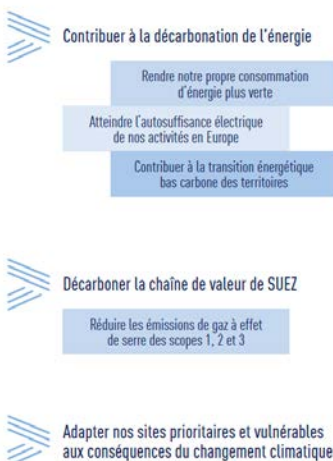 Contribuer à la décarbonation de l'énergie
Rendre notre propre consommation
d'énergie plus verte
Atteindre l'autosuffisance électrique
de nos activités en Europe
Contribuer à la transition énergétique
bas carbone des territoires
Décarboner la chaîne de valeur de SUEZ
Réduire les émissions de gaz à effet
de serre des scopes 1, 2 et 3
Adapter nos sites prioritaires et vulnérables
aux conséquences du changement climatique